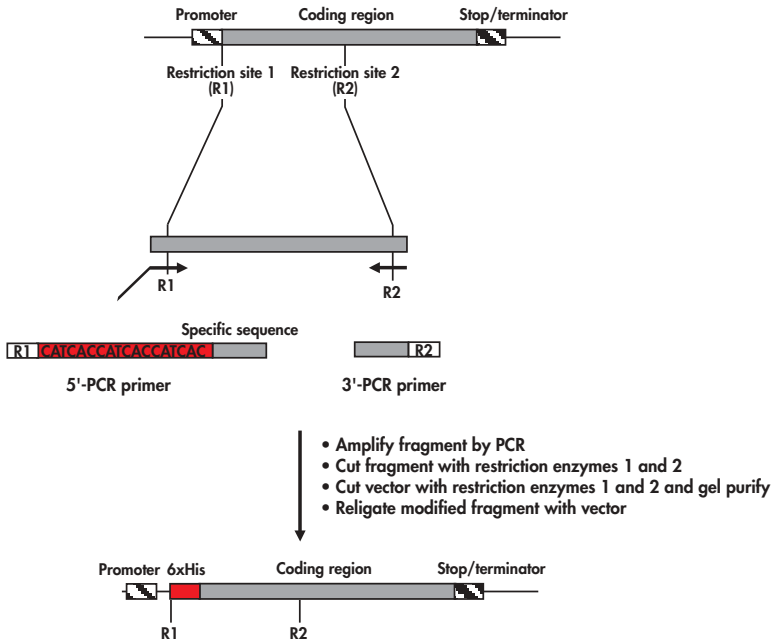 Promoter Coding region Stop/terminator
Restriction site 1 Restriction site 2
(R1) (R2)
R1
R2
Specific sequence
R1 CATCACCATCACCATCAC R2
5'-PCR primer 3'-PCR primer
• Amplify fragment by PCR
• Cut fragment with restriction enzymes 1 and 2
• Cut vector with restriction enzymes 1 and 2 and gel purify
• Religate modified fragment with vector
Promoter 6xHis Coding region Stop/terminator
R1 R2